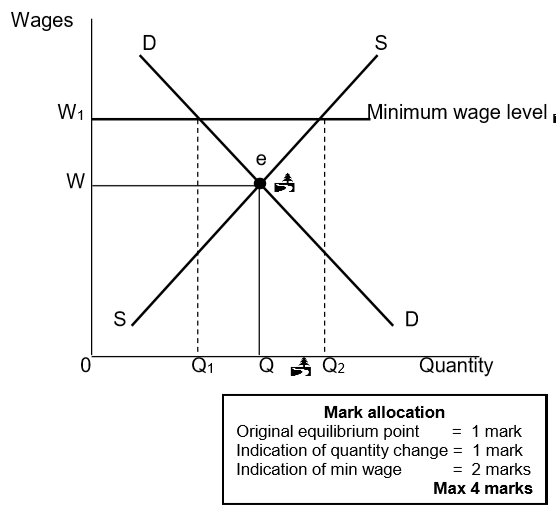 Wages
D
S
W1
Minimum wage level
e
W
S
D
0
Q1
Q
Q2
Quantity
Mark allocation
Original equilibrium point = 1 mark
Indication of quantity change = 1 mark
Indication of min wage = 2 marks
Max 4 marks